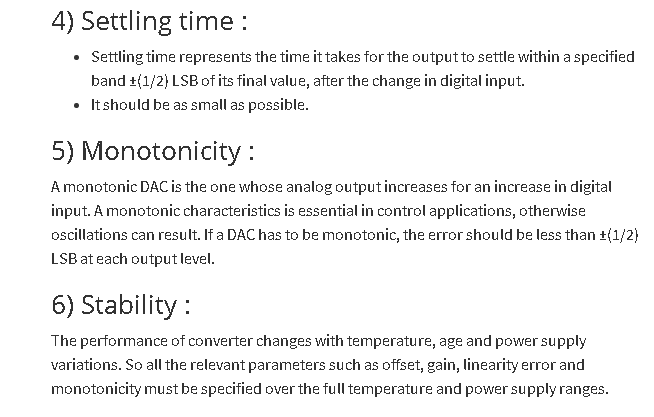 4) Settling time :
• Settling time represents the time it takes for the output to settle within a specified
band ±(1/2) LSB of its final value, after the change in digital input.
• It should be as small as possible.
5) Monotonicity :
A monotonic DAC is the one whose analog output increases for an increase in digital
input. A monotonic characteristics is essential in control applications, otherwise
oscillations can result. If a DAC has to be monotonic, the error should be less than ±(1/2)
LSB at each output level.
6) Stability :
The performance of converter changes with temperature, age and power supply
variations. So all the relevant parameters such as offset, gain, linearity error and
monotonicity must be specified over the full temperature and power supply ranges.